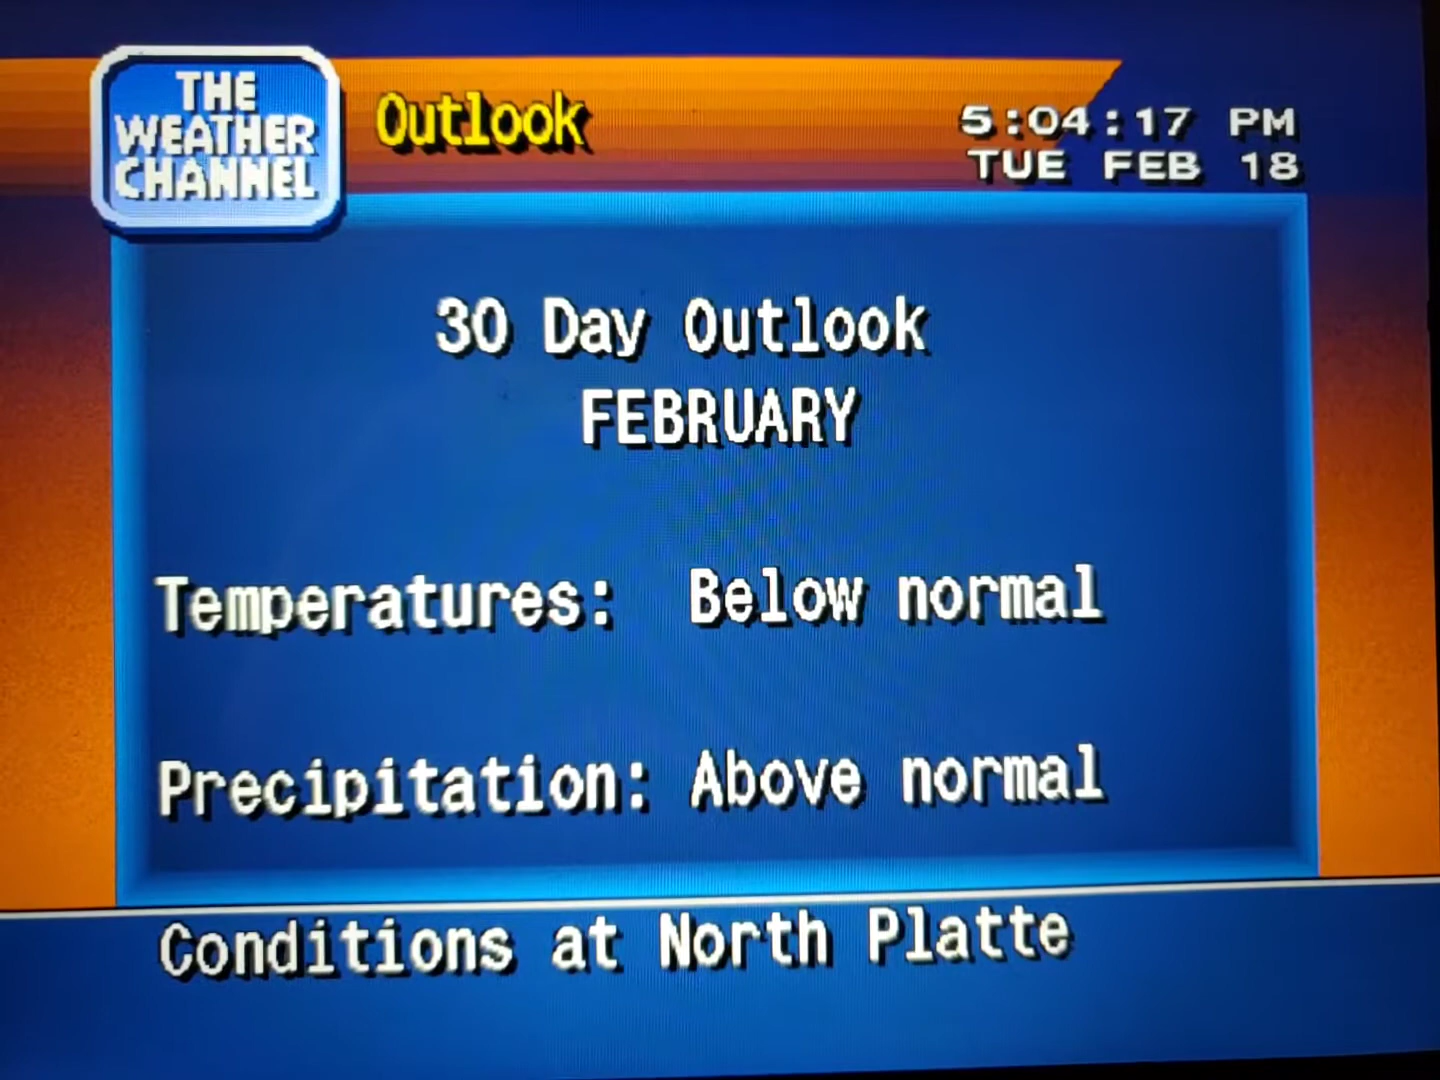 THE
WEATHER
CHANNEL
Outlook
5:04:17 PM
TUE FEB 18
30 Day Outlook
FEBRUARY
Temperatures: Below normal
Precipitation: Above normal
Conditions at North Platte